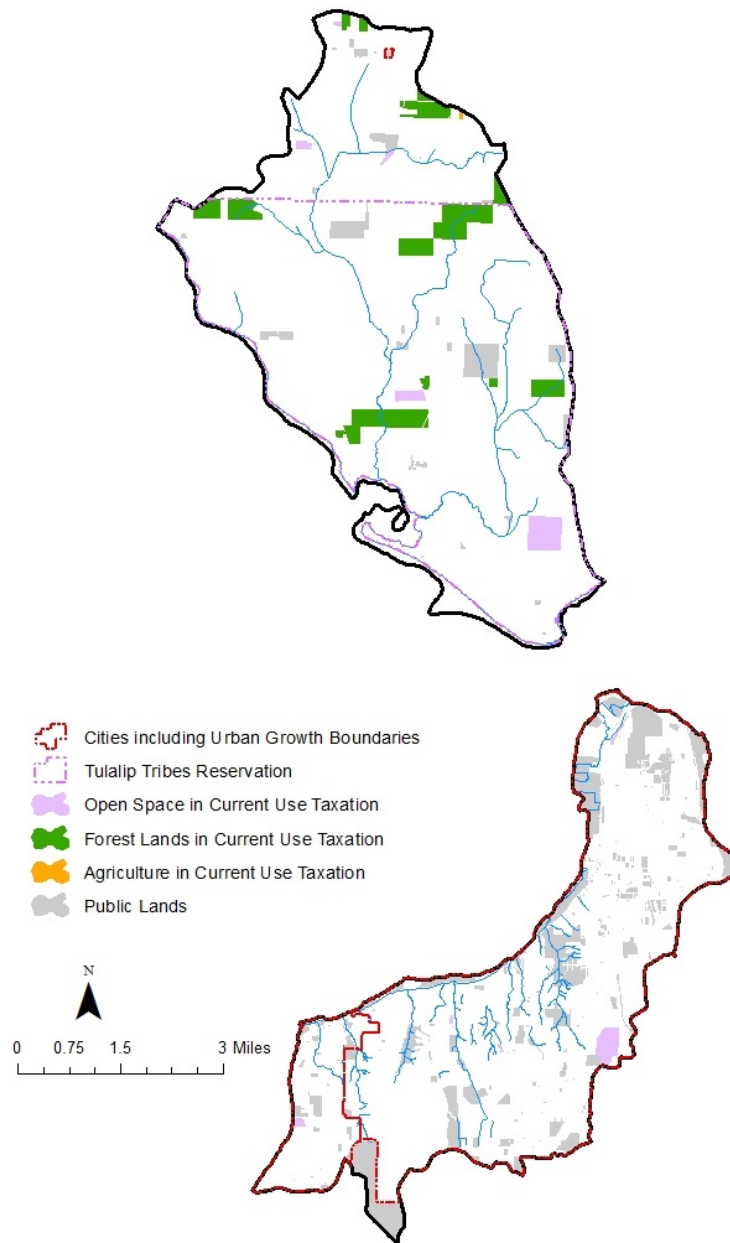 Cities including Urban Growth Boundaries
Tulalip Tribes Reservation
Open Space in Current Use Taxation
Forest Lands in Current Use Taxation
Agriculture in Current Use Taxation
Public Lands
N
0 0.75 1.5 3 Miles